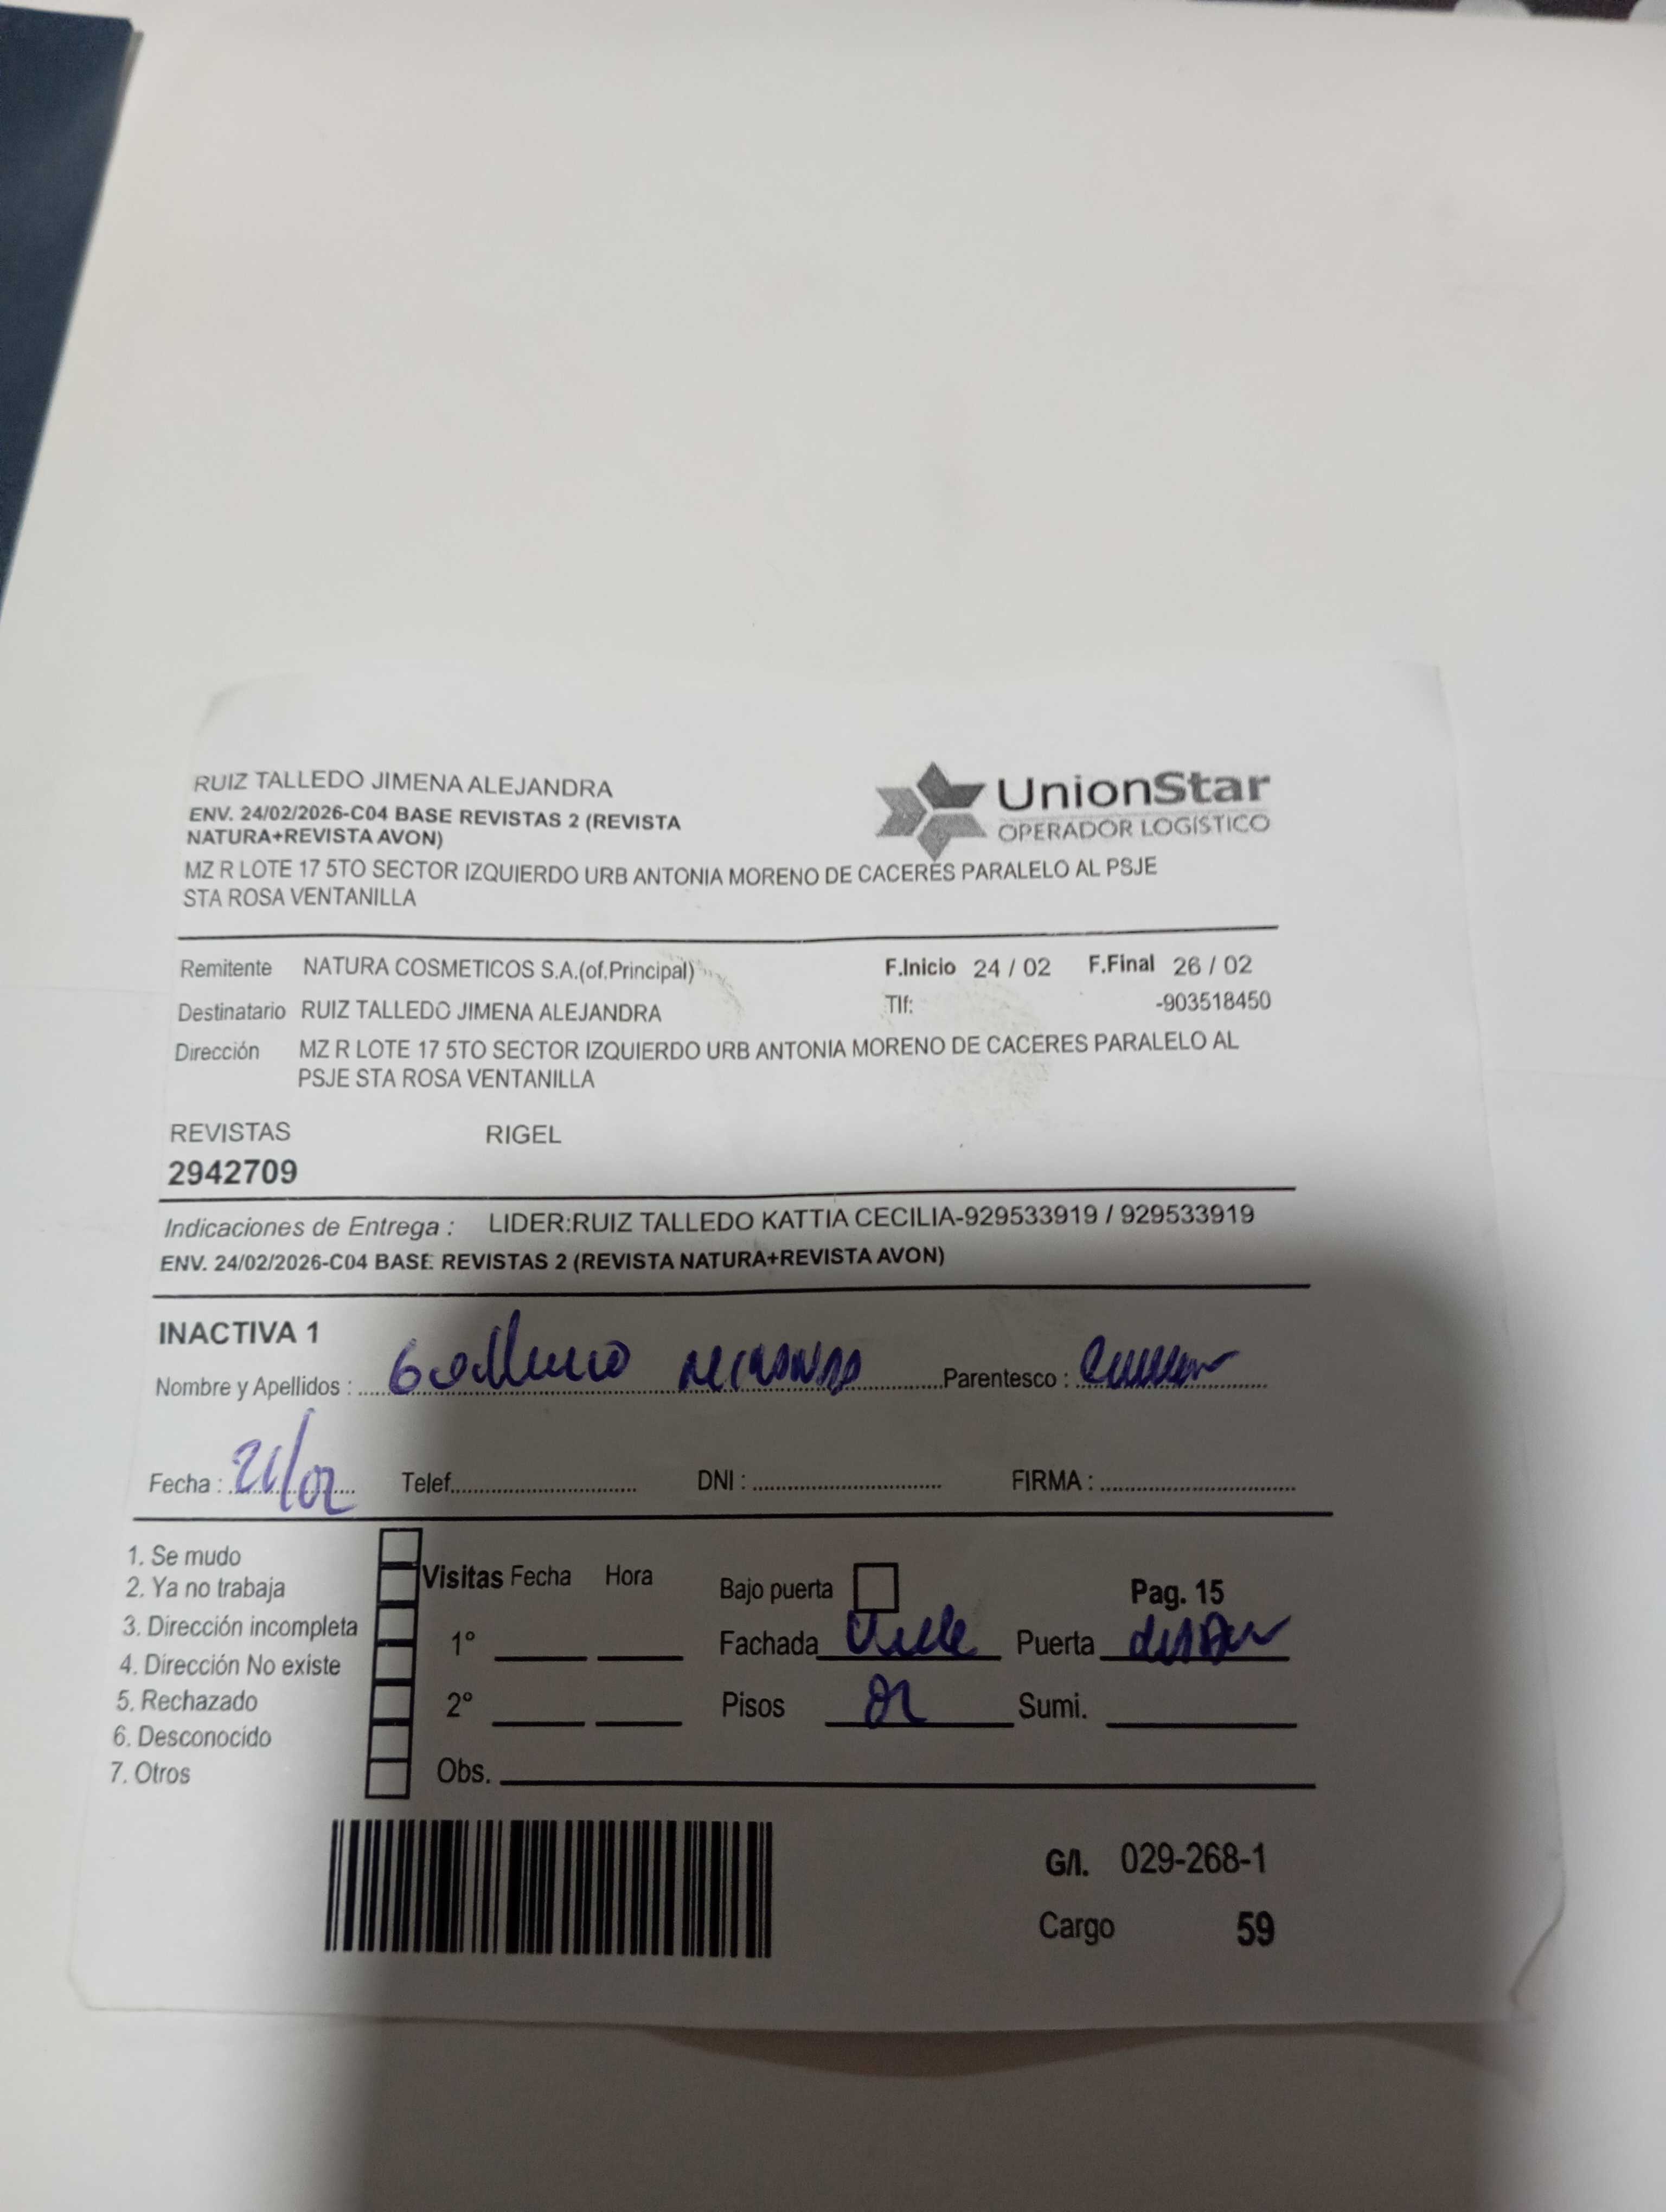 RUIZ TALLEDO JIMENA ALEJANDRA
ENV. 24/02/2026-C04 BASE REVISTAS 2 (REVISTA
NATURA+REVISTA AVON)
UnionStar
OPERADOR LOGÍSTICO
MZ R LOTE 17 5TO SECTOR IZQUIERDO URB ANTONIA MORENO DE CACERES PARALELO AL PSJE
STA ROSA VENTANILLA
Remitente NATURA COSMETICOS S.A.(of.Principal) F.Inicio 24 / 02 F.Final 26 / 02
Destinatario RUIZ TALLEDO JIMENA ALEJANDRA Tlf: -903518450
Dirección MZ R LOTE 17 5TO SECTOR IZQUIERDO URB ANTONIA MORENO DE CACERES PARALELO AL
PSJE STA ROSA VENTANILLA
REVISTAS RIGEL
2942709
Indicaciones de Entrega : LIDER:RUIZ TALLEDO KATTIA CECILIA-929533919 / 929533919
ENV. 24/02/2026-C04 BASE REVISTAS 2 (REVISTA NATURA+REVISTA AVON)
INACTIVA 1
Nombre y Apellidos : Parentesco :
Fecha : Telef. DNI : FIRMA :
1. Se mudo
2. Ya no trabaja
3. Dirección incompleta
4. Dirección No existe
5. Rechazado
6. Desconocido
7. Otros
Visitas Fecha Hora
1°
2°
Obs.
Bajo puerta Pag. 15
Fachada Puerta
Pisos Sumi.
G/I. 029-268-1
Cargo 59